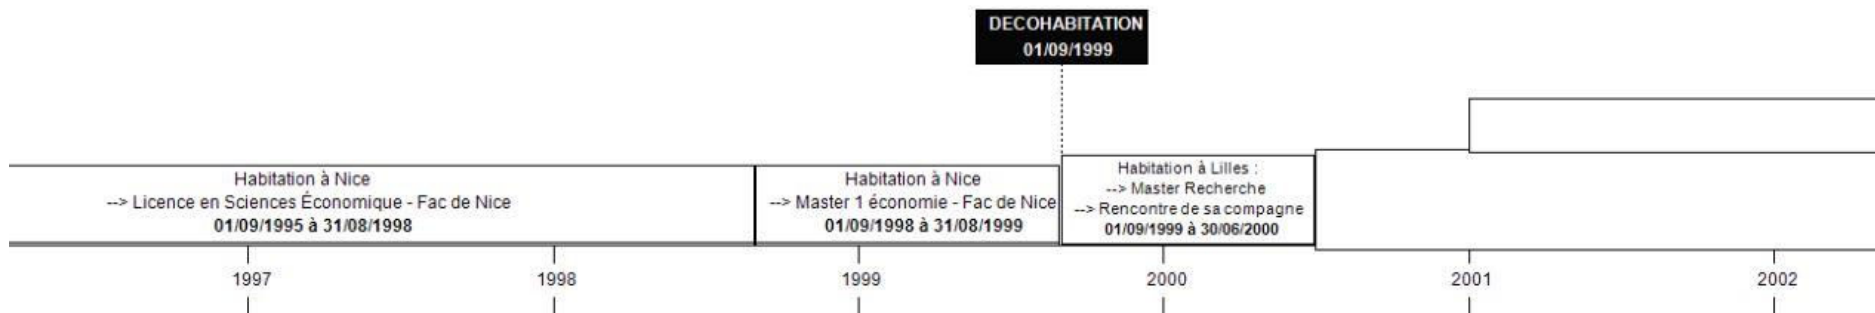 DECOHABITATION
01/09/1999
Habitation à Nice
--> Licence en Sciences Économique - Fac de Nice
01/09/1995 à 31/08/1998
Habitation à Nice
--> Master 1 économie - Fac de Nice
01/09/1998 à 31/08/1999
Habitation à Lilles :
--> Master Recherche
--> Rencontre de sa compagne
01/09/1999 à 30/06/2000
1997
1998
1999
2000
2001
2002